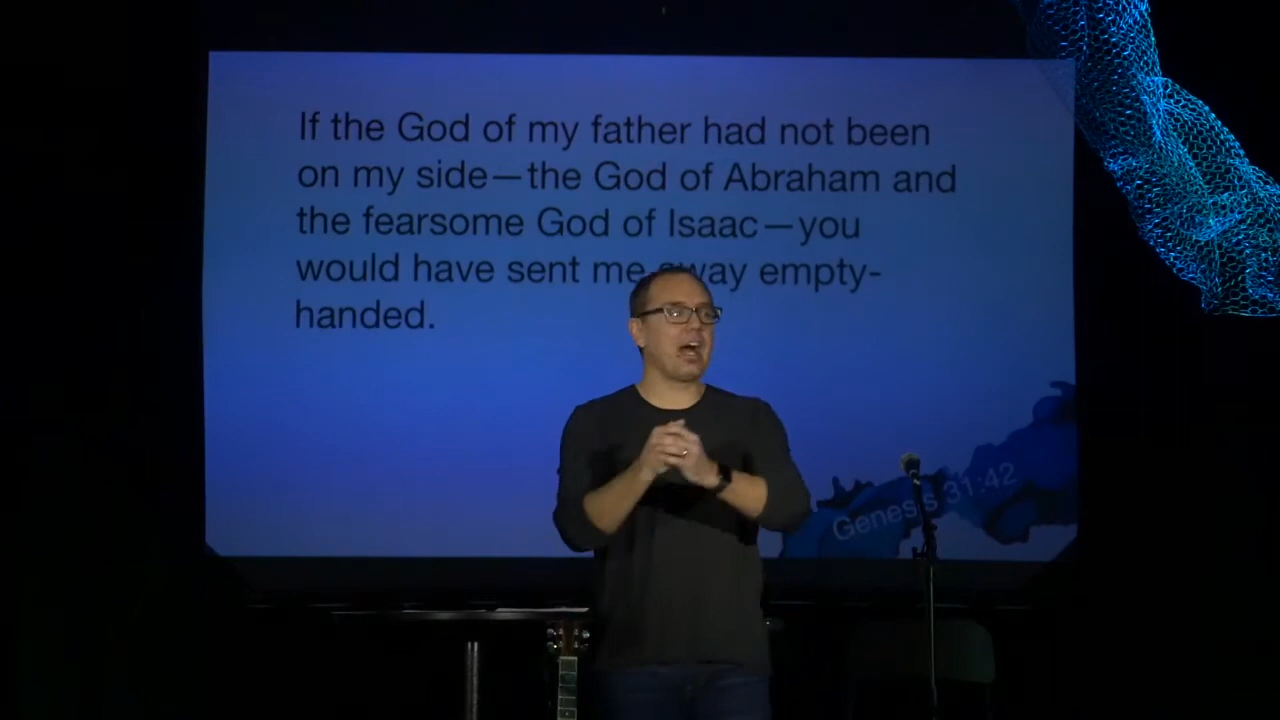 If the God of my father had not been
on my side—the God of Abraham and
the fearsome God of Isaac—you
would have sent me away empty-
handed.
Genesis 31:42